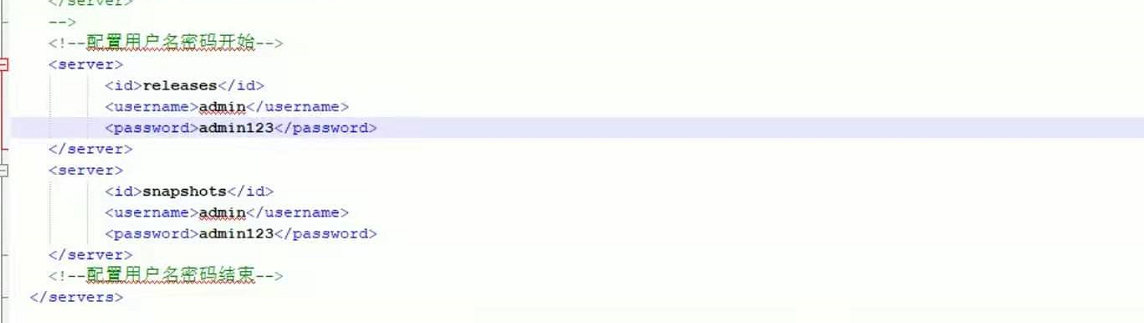 </server>
-->
<!--配置用户名密码开始-->
<server>
<id>releases</id>
<username>admin</username>
<password>admin123</password>
</server>
<server>
<id>snapshots</id>
<username>admin</username>
<password>admin123</password>
</server>
<!--配置用户名密码结束-->
</servers>